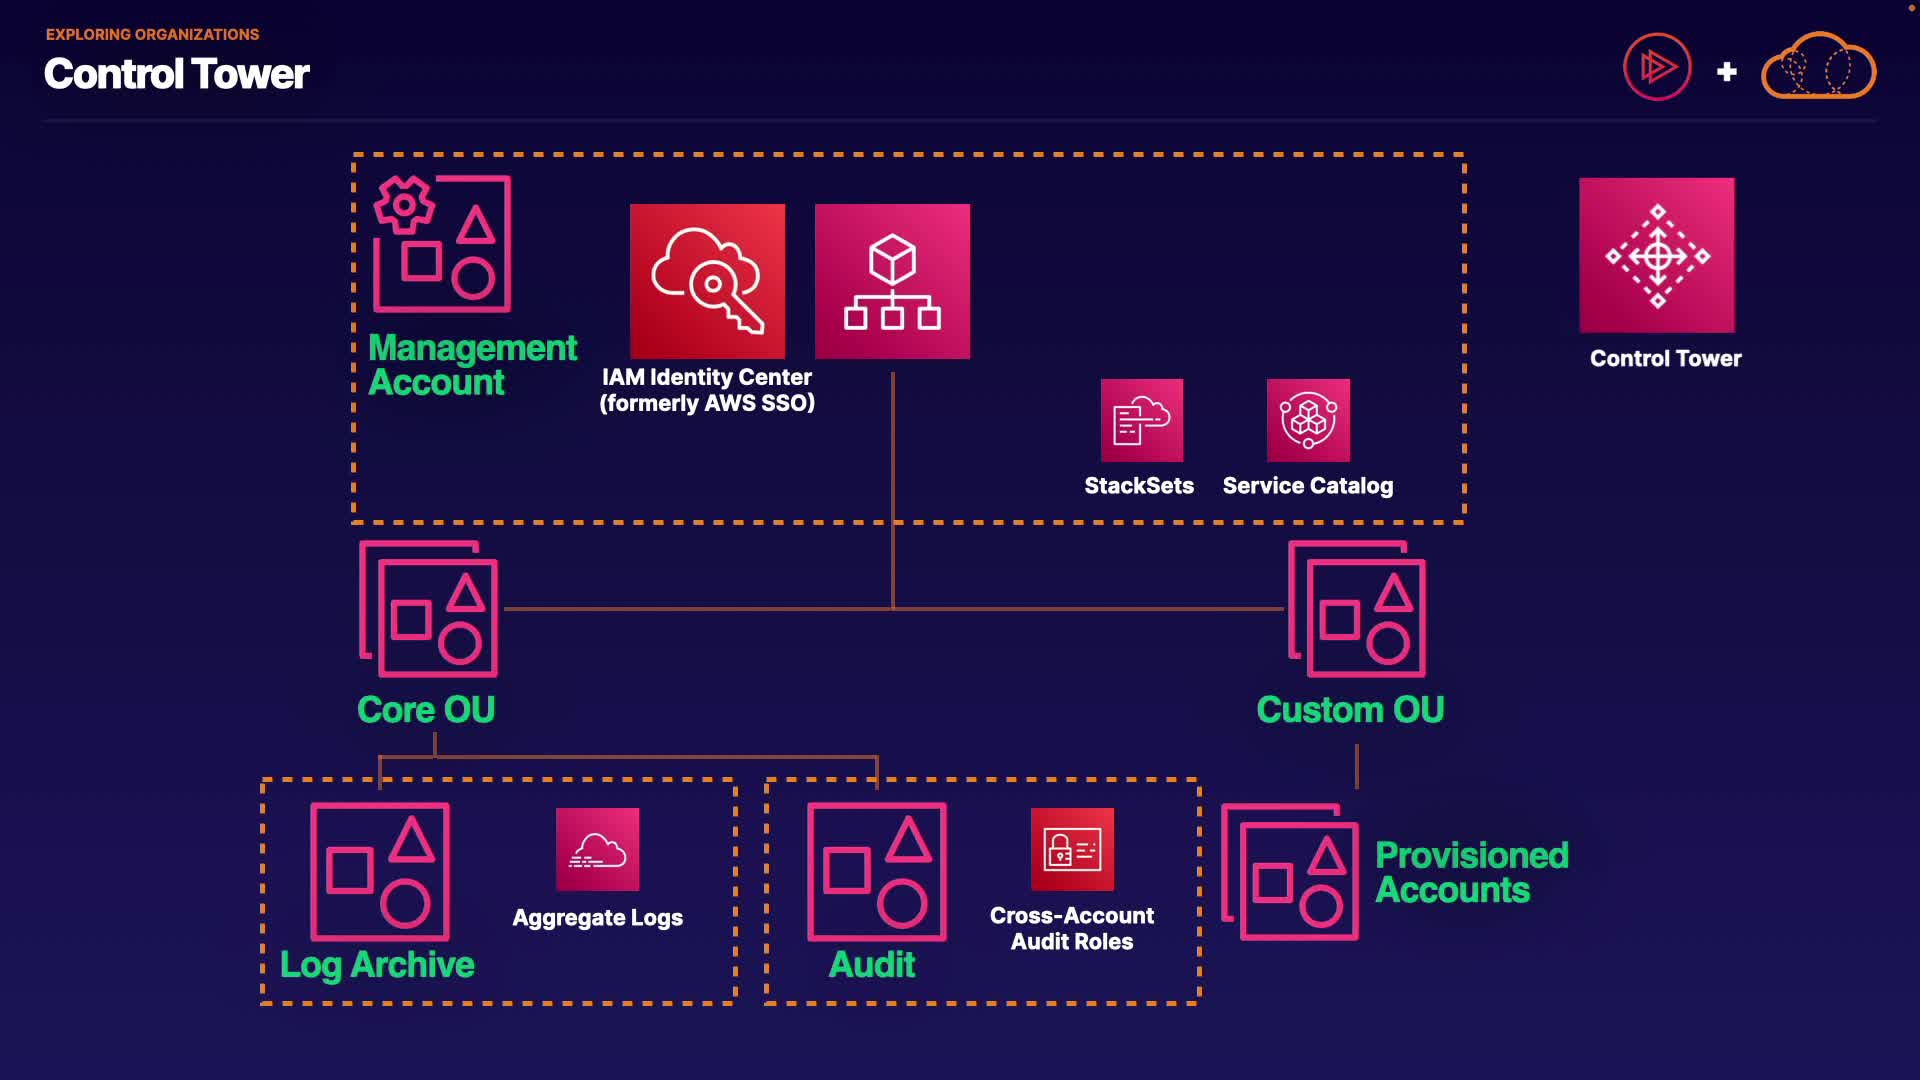 EXPLORING ORGANIZATIONS
Control Tower
Management
Account
IAM Identity Center
(formerly AWS SSO)
StackSets
Service Catalog
Control Tower
Core OU
Custom OU
Log Archive
Aggregate Logs
Audit
Cross-Account
Audit Roles
Provisioned
Accounts